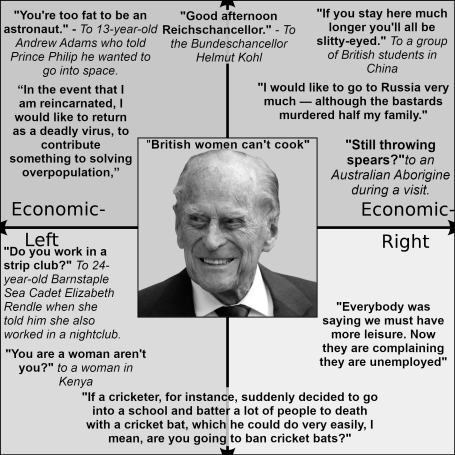 "You're too fat to be an
astronaut." - To 13-year-old
Andrew Adams who told
Prince Philip he wanted to
go into space.
"Good afternoon
Reichschancellor." - To
the Bundeschancellor
Helmut Kohl
"If you stay here much
longer you'll all be
slitty-eyed." To a group
of British students in
China
“In the event that I
am reincarnated, I
would like to return
as a deadly virus, to
contribute
something to solving
overpopulation,”
"I would like to go to Russia very
much — although the bastards
murdered half my family."
"British women can't cook"
"Still throwing
spears?"to an
Australian Aborigine
during a visit.
Economic-
Left
Economic-
Right
"Do you work in a
strip club?" To 24-
year-old Barnstaple
Sea Cadet Elizabeth
Rendle when she
told him she also
worked in a nightclub.
"You are a woman aren't
you?" to a woman in
Kenya
"Everybody was
saying we must have
more leisure. Now
they are complaining
they are unemployed"
"If a cricketer, for instance, suddenly decided to go
into a school and batter a lot of people to death
with a cricket bat, which he could do very easily, I
mean, are you going to ban cricket bats?"